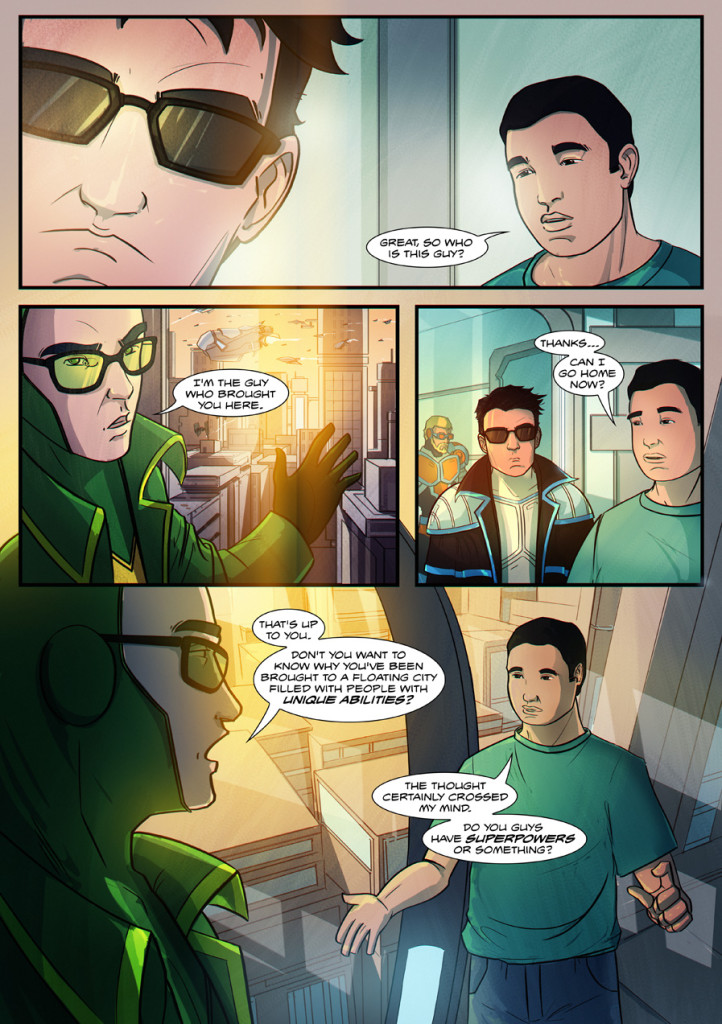 GREAT, SO WHO
IS THIS GUY?
I'M THE GUY
WHO BROUGHT
YOU HERE.
THANKS...
CAN I
GO HOME
NOW?
THAT'S UP
TO YOU.
DON'T YOU WANT TO
KNOW WHY YOU'VE BEEN
BROUGHT TO A FLOATING CITY
FILLED WITH PEOPLE WITH
UNIQUE ABILITIES?
THE THOUGHT
CERTAINLY CROSSED
MY MIND.
DO YOU GUYS
HAVE SUPERPOWERS
OR SOMETHING?